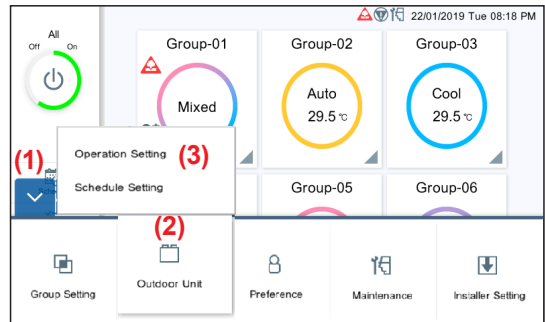 22/01/2019 Tue 08:18 PM
All
Off On
Group-01
Mixed
Group-02
Auto
29.5 ℃
Group-03
Cool
29.5 ℃
(1)
Operation Setting (3)
Schedule Setting
Group-05
Group-06
(2)
Group Setting
Outdoor Unit
Preference
Maintenance
Installer Setting